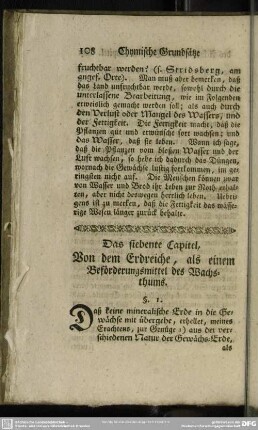 108 Chymische Grundsätze
fruchtbar werden? (s. Stridsberg, am
angef. Orte). Man muß aber bemerken, daß
das Land unfruchtbar werde, sowohl durch die
unterlassene Bearbeitung, wie im Folgenden
erweislich gemacht werden soll; als auch durch
den Verlust oder Mangel des Wassers, und
der Fettigkeit. Die Fettigkeit macht, daß die
Pflanzen gut und erwünscht fort wachsen; und
das Wasser, daß sie leben. Wenn ich sage,
daß die Pflanzen vom bloßen Wasser und der
Luft wachsen, so hebe ich dadurch das Düngen,
wornach die Gewächse lustig fortkommen, im ge-
ringsten nicht auf. Die Menschen können zwar
von Wasser und Brod ihr Leben zur Noth erhal-
ten, aber nicht deswegen herrlich leben. Uebri-
gens ist zu merken, daß die Fettigkeit das wässe-
rige Wesen länger zurück behalte.
Das siebente Capitel,
Von dem Erdreiche, als einem
Beförderungsmittel des Wachs-
thums.
§. 1.
Daß keine mineralische Erde in die Ge-
wächse mit übergehe, erhellet, meines
Erachtens, zur Genüge 1) aus der ver-
schiedenen Natur der Gewächs-Erde,
als